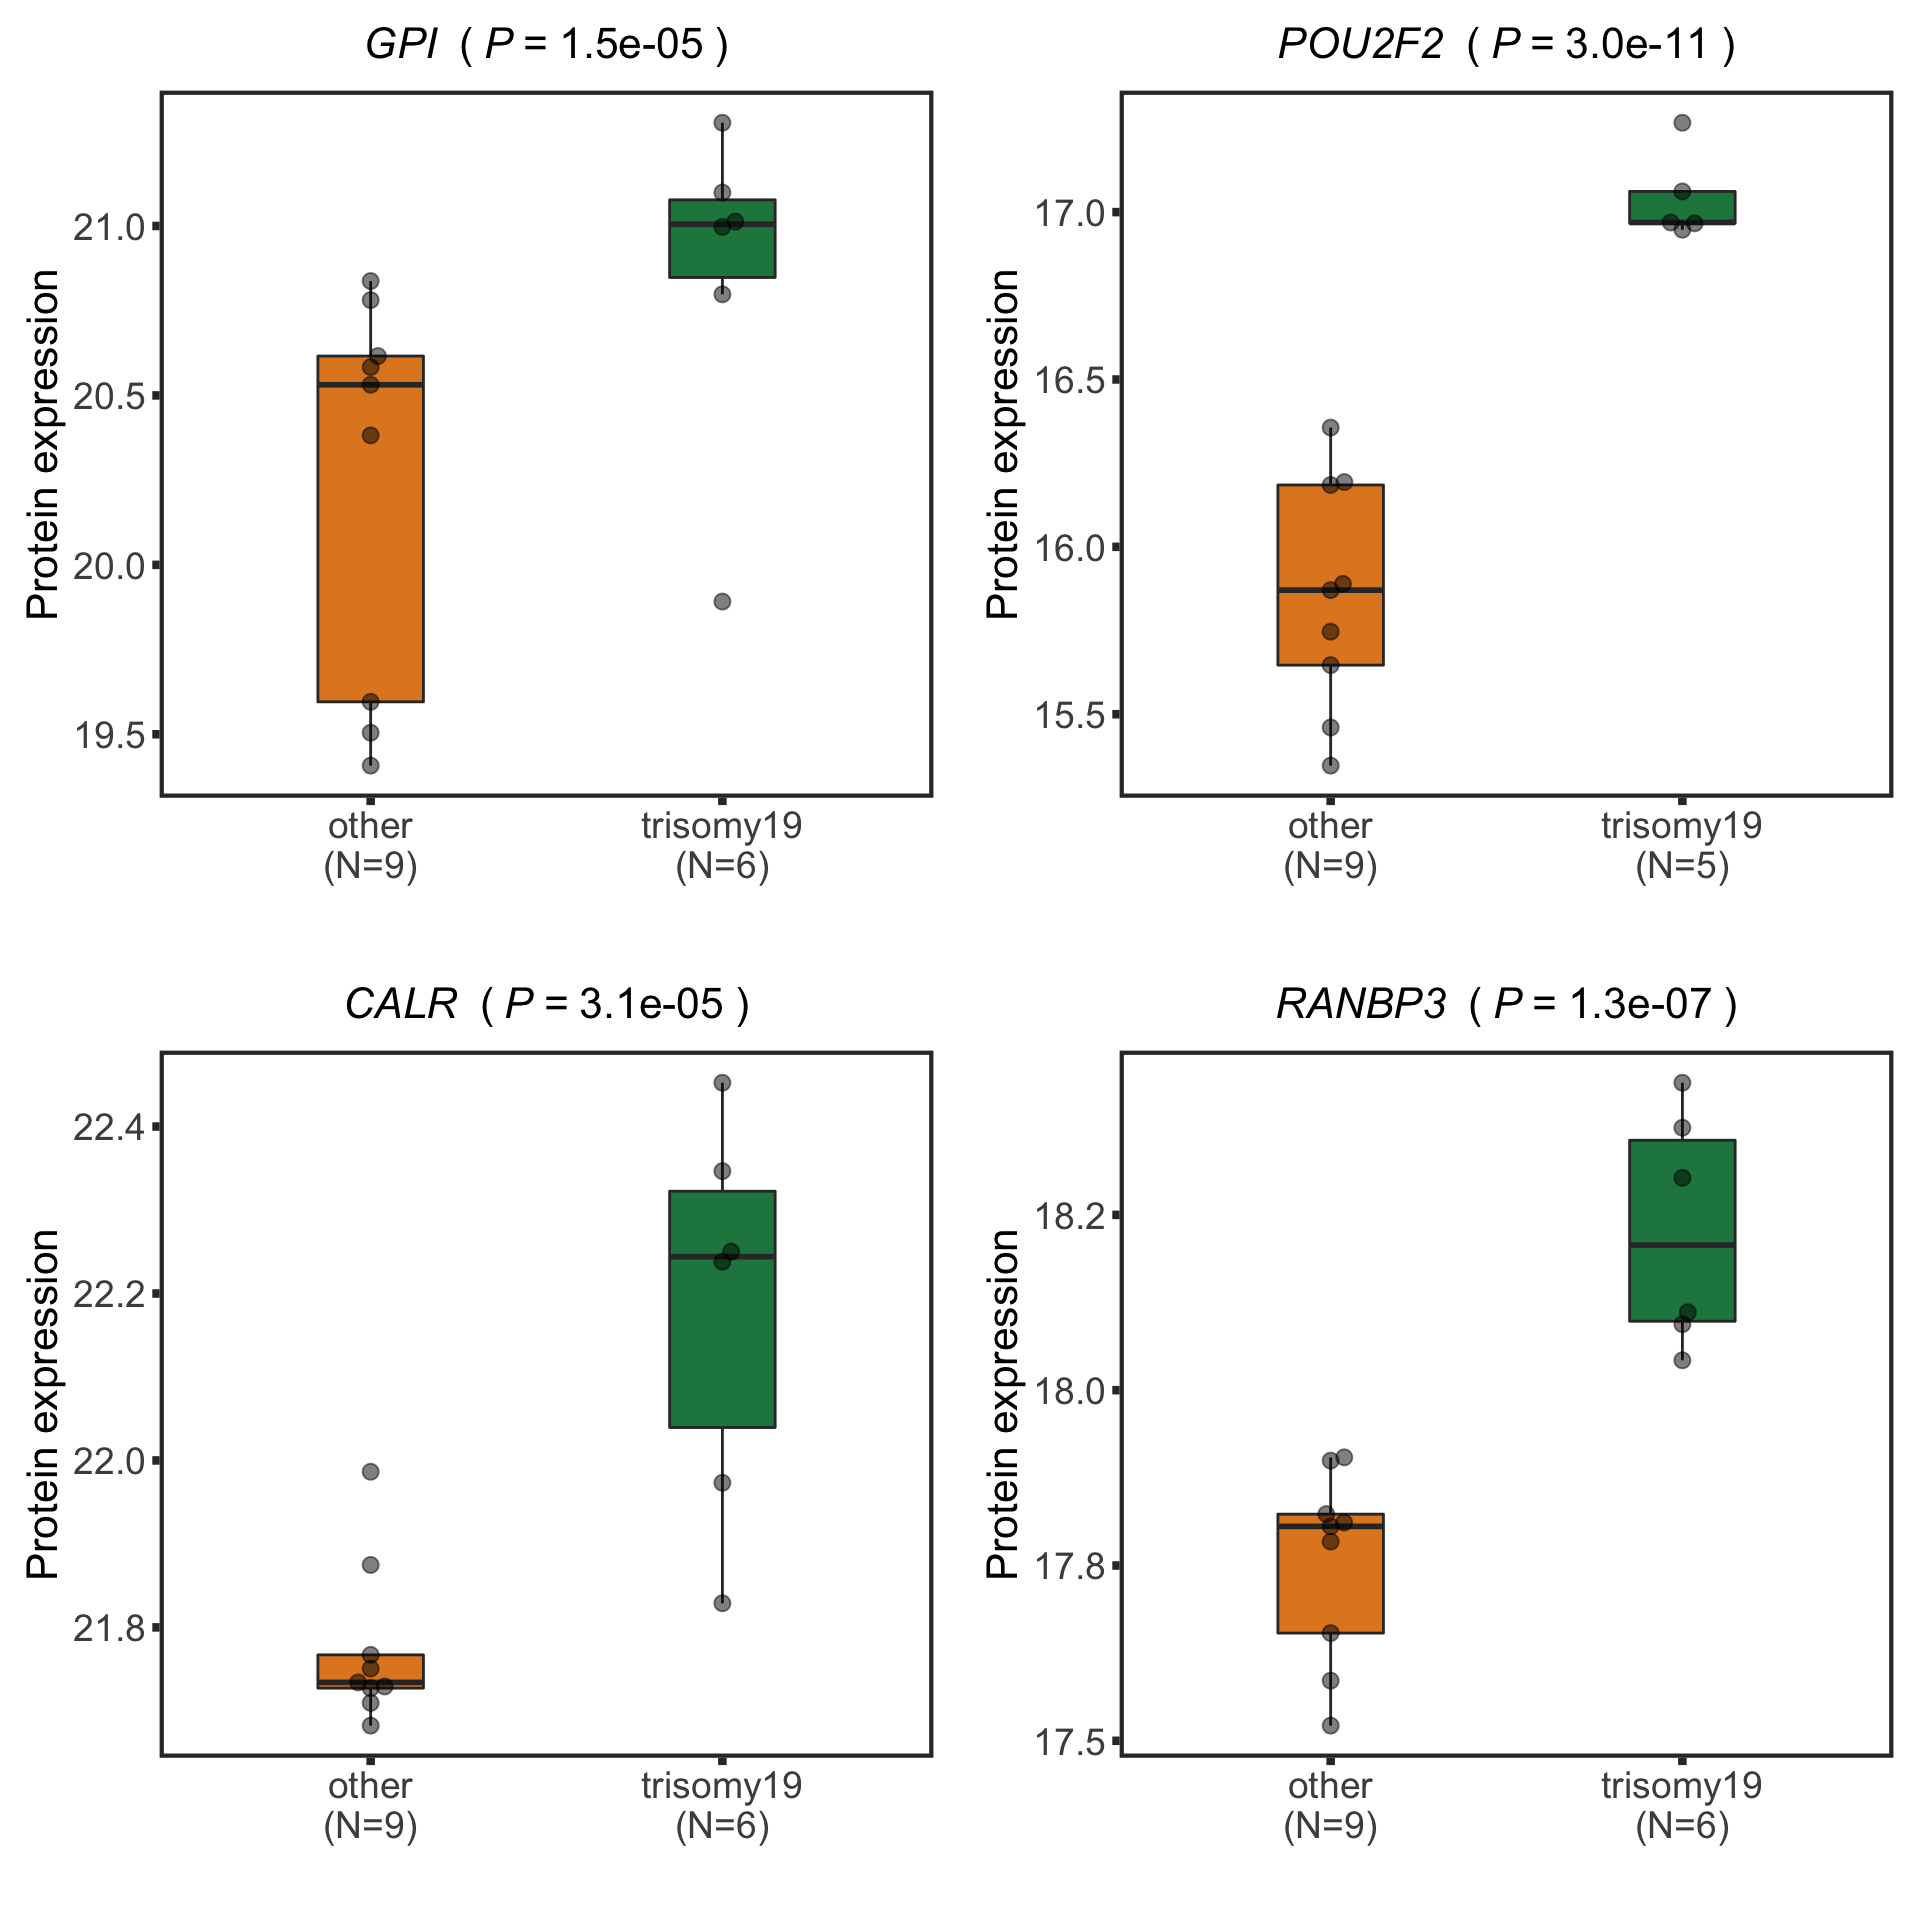 GPI ( P = 1.5e-05 )
Protein expression
21.0
20.5
20.0
19.5
other
(N=9)
trisomy19
(N=6)
POU2F2 ( P = 3.0e-11 )
Protein expression
17.0
16.5
16.0
15.5
other
(N=9)
trisomy19
(N=5)
CALR ( P = 3.1e-05 )
Protein expression
22.4
22.2
22.0
21.8
other
(N=9)
trisomy19
(N=6)
RANBP3 ( P = 1.3e-07 )
Protein expression
18.2
18.0
17.8
17.5
other
(N=9)
trisomy19
(N=6)